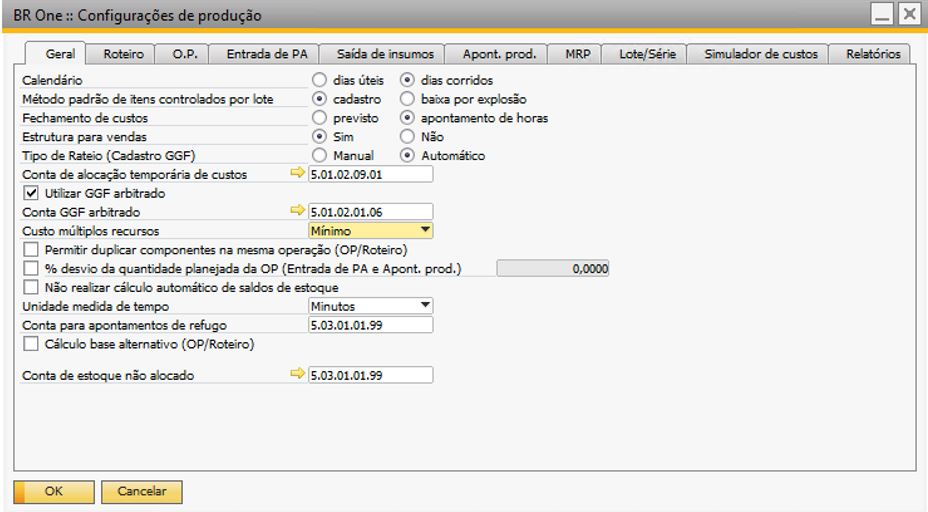 BR One :: Configurações de produção
Geral Roteiro O.P. Entrada de PA Saída de insumos Apont. prod. MRP Lote/Série Simulador de custos Relatórios
Calendário dias úteis dias corridos
Método padrão de itens controlados por lote cadastro baixa por explosão
Fechamento de custos previsto apontamento de horas
Estrutura para vendas Sim Não
Tipo de Rateio (Cadastro GGF) Manual Automático
Conta de alocação temporária de custos 5.01.02.09.01
Utilizar GGF arbitrado
Conta GGF arbitrado 5.01.02.01.06
Custo múltiplos recursos Mínimo
Permitir duplicar componentes na mesma operação (OP/Roteiro)
% desvio da quantidade planejada da OP (Entrada de PA e Apont. prod.) 0,0000
Não realizar cálculo automático de saldos de estoque
Unidade medida de tempo Minutos
Conta para apontamentos de refugo 5.03.01.01.99
Cálculo base alternativo (OP/Roteiro)
Conta de estoque não alocado 5.03.01.01.99
OK Cancelar